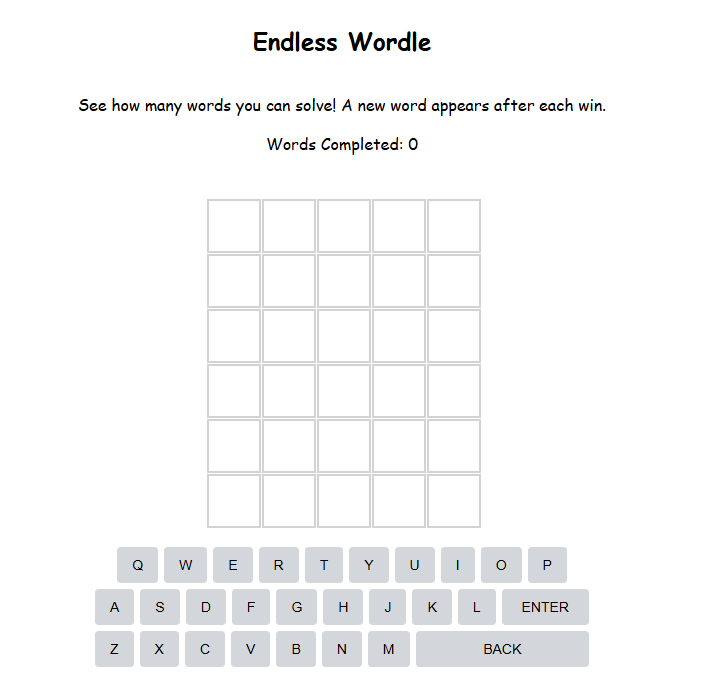 Endless Wordle
See how many words you can solve! A new word appears after each win.
Words Completed: 0
Q W E R T Y U I O P
A S D F G H J K L ENTER
Z X C V B N M BACK